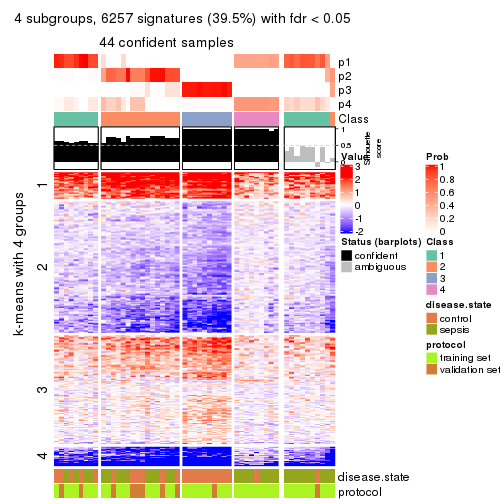 4 subgroups, 6257 signatures (39.5%) with fdr < 0.05
44 confident samples
p1
p2
p3
p4
Class
1
0.5
0
Silhouette
score
k-means with 4 groups
1
2
3
4
Value
3
2
1
0
-1
-2
Prob
1
0.8
0.6
0.4
0.2
0
Status (barplots)
confident
ambiguous
Class
1
2
3
4
disease.state
control
sepsis
protocol
training set
validation set
disease.state
protocol